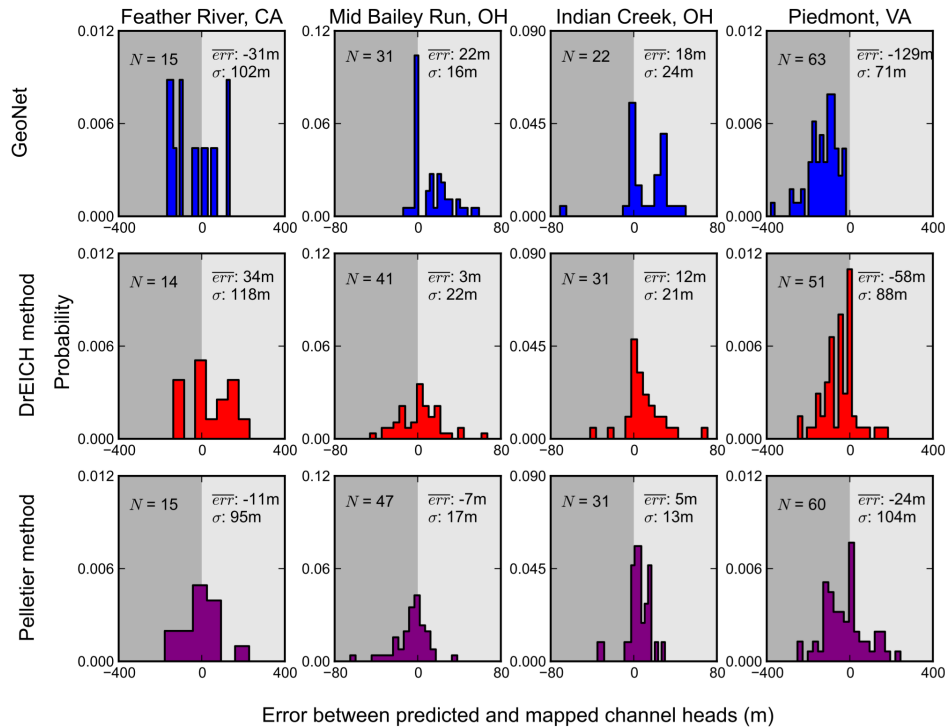 Feather River, CA Mid Bailey Run, OH Indian Creek, OH Piedmont, VA
GeoNet
0.012 0.12 0.090 0.012
N = 15 err: -31m σ: 102m
N = 31 err: 22m σ: 16m
N = 22 err: 18m σ: 24m
N = 63 err: -129m σ: 71m
0.006 0.06 0.045 0.006
0.000 0.00 0.000 0.000
−400 0 400 −80 0 80 −80 0 80 −400 0 400
DrEICH method
Probability
0.012 0.12 0.090 0.012
N = 14 err: 34m σ: 118m
N = 41 err: 3m σ: 22m
N = 31 err: 12m σ: 21m
N = 51 err: -58m σ: 88m
0.006 0.06 0.045 0.006
0.000 0.00 0.000 0.000
−400 0 400 −80 0 80 −80 0 80 −400 0 400
Pelletier method
0.012 0.12 0.090 0.012
N = 15 err: -11m σ: 95m
N = 47 err: -7m σ: 17m
N = 31 err: 5m σ: 13m
N = 60 err: -24m σ: 104m
0.006 0.06 0.045 0.006
0.000 0.00 0.000 0.000
−400 0 400 −80 0 80 −80 0 80 −400 0 400
Error between predicted and mapped channel heads (m)